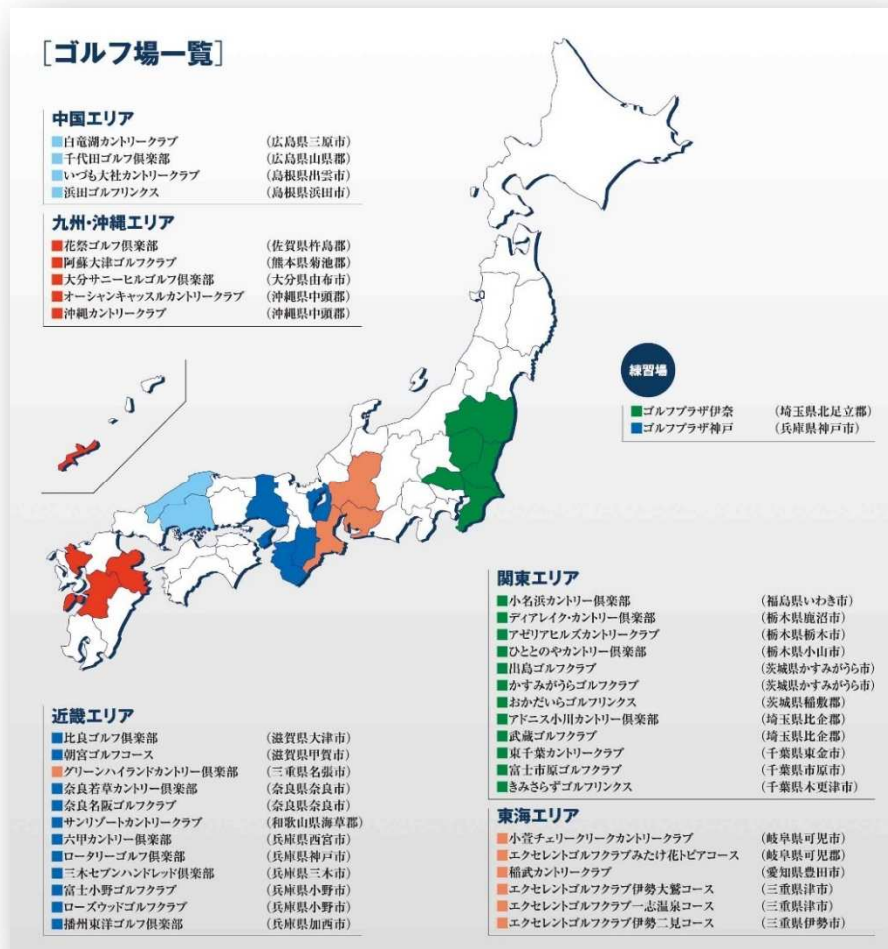 [ゴルフ場一覧]
中国エリア
■白竜湖カントリークラブ （広島県三原市）
■千代田ゴルフ倶楽部 （広島県山県郡）
■いづも大社カントリークラブ （島根県出雲市）
■浜田ゴルフリンクス （島根県浜田市）
九州・沖縄エリア
■花祭ゴルフ倶楽部 （佐賀県杵島郡）
■阿蘇大津ゴルフクラブ （熊本県菊池郡）
■大分サニーヒルゴルフ倶楽部 （大分県由布市）
■オーシャンキャッスルカントリークラブ （沖縄県中頭郡）
■沖縄カントリークラブ （沖縄県中頭郡）
練習場
■ゴルフプラザ伊奈 （埼玉県北足立郡）
■ゴルフプラザ神戸 （兵庫県神戸市）
関東エリア
■小名浜カントリー倶楽部 （福島県いわき市）
■ディアレイク・カントリー倶楽部 （栃木県鹿沼市）
■アゼリアヒルズカントリークラブ （栃木県栃木市）
■ひととのやカントリー倶楽部 （栃木県小山市）
■出島ゴルフクラブ （茨城県かすみがうら市）
■かすみがうらゴルフクラブ （茨城県かすみがうら市）
■おかだいらゴルフリンクス （茨城県稲敷郡）
■アドニス小川カントリー倶楽部 （埼玉県比企郡）
■武蔵ゴルフクラブ （埼玉県比企郡）
■東千葉カントリークラブ （千葉県東金市）
■富士市原ゴルフクラブ （千葉県市原市）
■きみさらずゴルフリンクス （千葉県木更津市）
近畿エリア
■比良ゴルフ倶楽部 （滋賀県大津市）
■朝宮ゴルフコース （滋賀県甲賀市）
■グリーンハイランドカントリー倶楽部 （三重県名張市）
■奈良若草カントリー倶楽部 （奈良県奈良市）
■奈良名阪ゴルフクラブ （奈良県奈良市）
■サンリゾートカントリークラブ （和歌山県海草郡）
■六甲カントリー倶楽部 （兵庫県西宮市）
■ロータリーゴルフ倶楽部 （兵庫県神戸市）
■三木セブンハンドレッド倶楽部 （兵庫県三木市）
■富士小野ゴルフクラブ （兵庫県小野市）
■ローズウッドゴルフクラブ （兵庫県小野市）
■播州東洋ゴルフ倶楽部 （兵庫県加西市）
東海エリア
■小萱チェリークリークカントリークラブ （岐阜県可児市）
■エクセレントゴルフクラブみたけ花トピアコース （岐阜県可児郡）
■稲武カントリークラブ （愛知県豊田市）
■エクセレントゴルフクラブ伊勢大鷲コース （三重県津市）
■エクセレントゴルフクラブ一志温泉コース （三重県津市）
■エクセレントゴルフクラブ伊勢二見コース （三重県伊勢市）